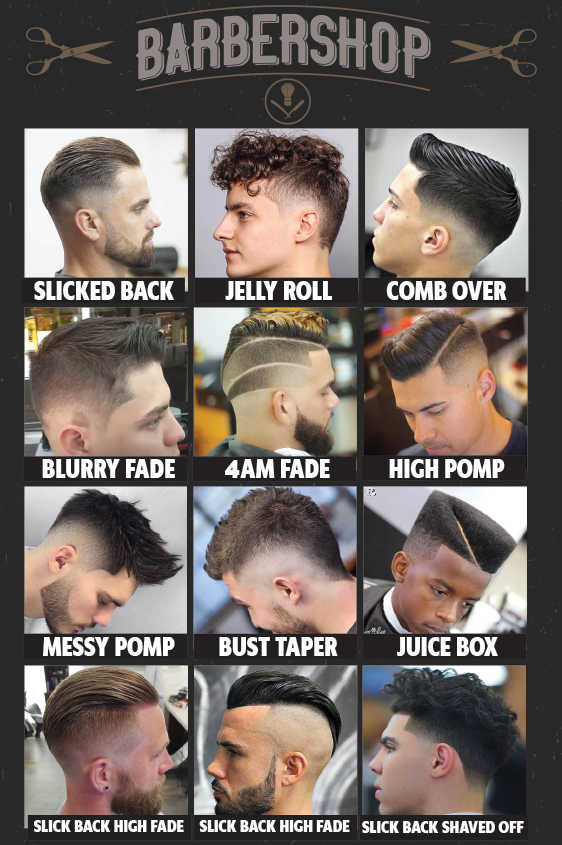 BARBERSHOP
SLICKED BACK
JELLY ROLL
COMB OVER
BLURRY FADE
4AM FADE
HIGH POMP
MESSY POMP
BUST TAPER
JUICE BOX
SLICK BACK HIGH FADE
SLICK BACK HIGH FADE
SLICK BACK SHAVED OFF